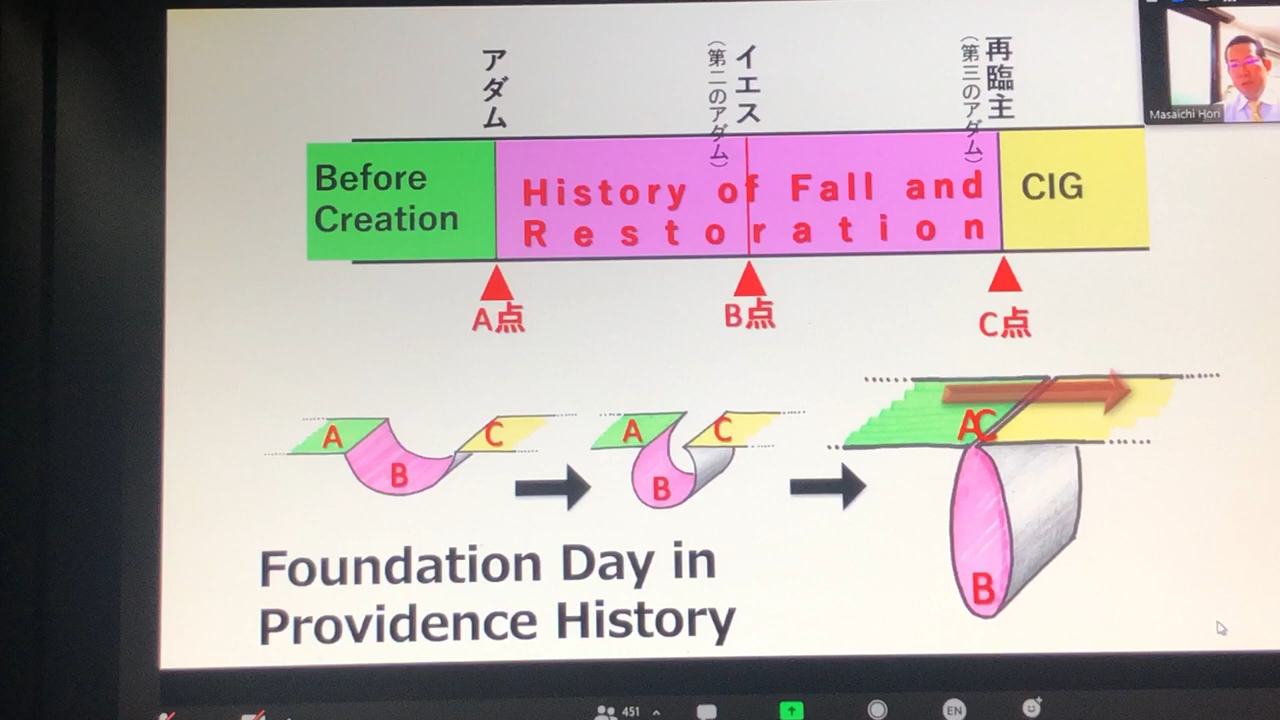 アダム
イエス
(第二のアダム)
再臨主
(第三のアダム)
Masaichi Hori
Before
Creation
History of Fall and
Restoration
CIG
A点
B点
C点
A
B
C
A
B
C
AC
B
Foundation Day in
Providence History
451
EN